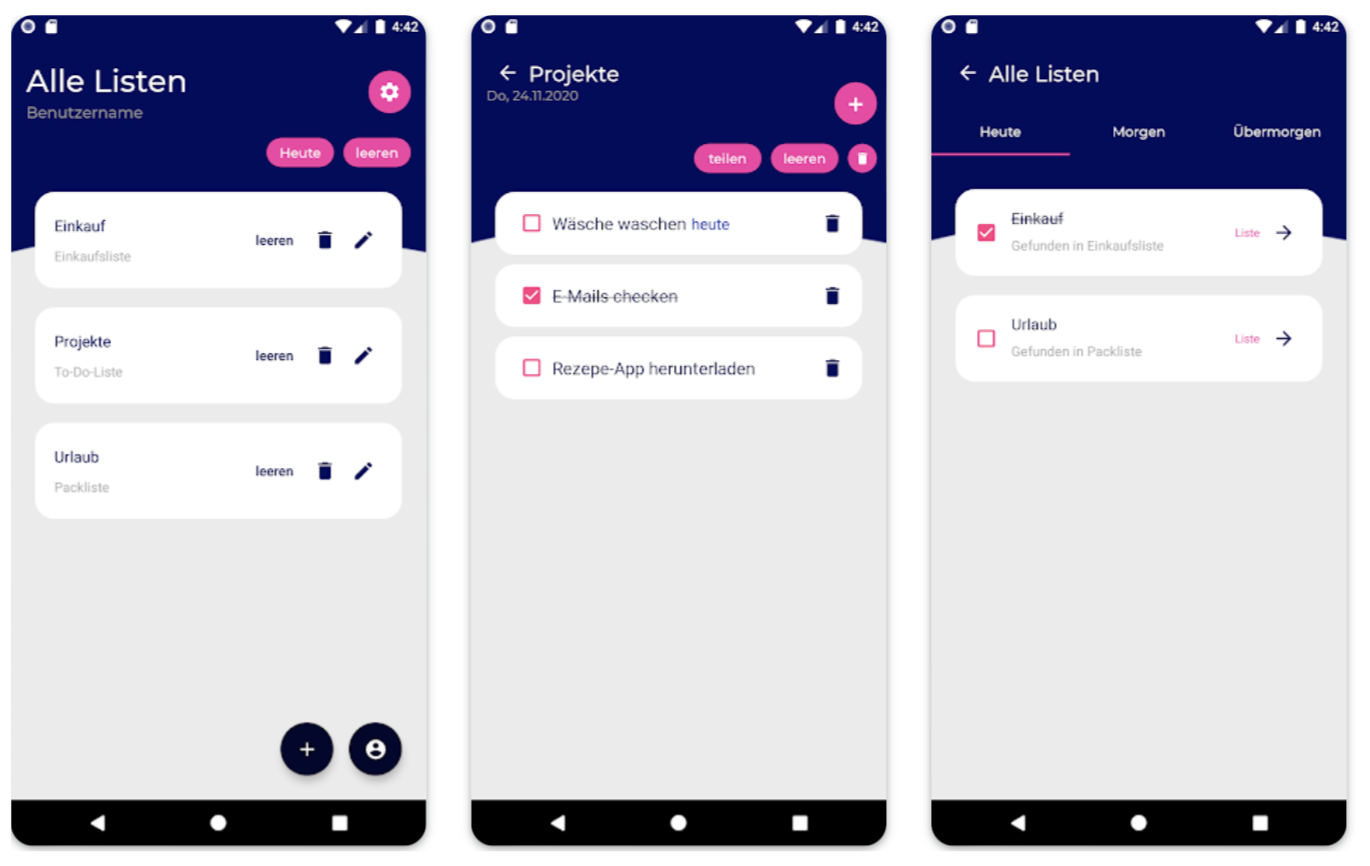 4:42
Alle Listen
Benutzername
Heute leeren
Einkauf
leeren
Einkaufsliste
Projekte
leeren
To-Do-Liste
Urlaub
leeren
Packliste
4:42
Projekte
Do, 24.11.2020
teilen leeren
Wäsche waschen heute
E-Mails checken
Rezepe-App herunterladen
4:42
Alle Listen
Heute Morgen Übermorgen
Einkauf
Liste
Gefunden in Einkaufsliste
Urlaub
Liste
Gefunden in Packliste